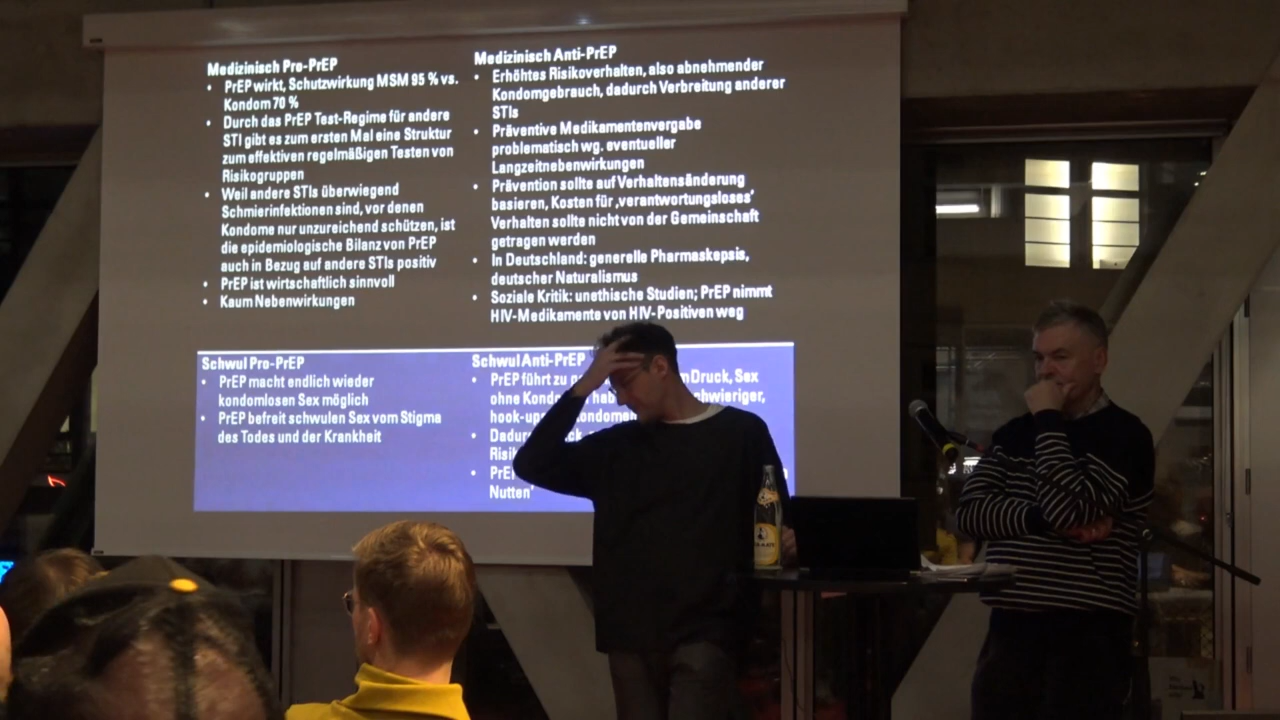 Medizinisch Pro-PrEP
• PrEP wirkt, Schutzwirkung MSM 95 % vs.
Kondom 70 %
• Durch das PrEP Test-Regime für andere
STI gibt es zum ersten Mal eine Struktur
zum effektiven regelmäßigen Testen von
Risikogruppen
• Weil andere STIs überwiegend
Schmierinfektionen sind, vor denen
Kondome nur unzureichend schützen, ist
die epidemiologische Bilanz von PrEP
auch in Bezug auf andere STIs positiv
• PrEP ist wirtschaftlich sinnvoll
• Kaum Nebenwirkungen
Medizinisch Anti-PrEP
• Erhöhtes Risikoverhalten, also abnehmender
Kondomgebrauch, dadurch Verbreitung anderer
STIs
• Präventive Medikamentenvergabe
problematisch wg. eventueller
Langzeitnebenwirkungen
• Prävention sollte auf Verhaltensänderung
basieren, Kosten für ‚verantwortungsloses'
Verhalten sollte nicht von der Gemeinschaft
getragen werden
• In Deutschland: generelle Pharmaskepsis,
deutscher Naturalismus
• Soziale Kritik: unethische Studien; PrEP nimmt
HIV-Medikamente von HIV-Positiven weg
Schwul Pro-PrEP
• PrEP macht endlich wieder
kondomlosen Sex möglich
• PrEP befreit schwulen Sex vom Stigma
des Todes und der Krankheit
Schwul Anti-PrEP
• PrEP führt zu Druck, Sex
ohne
hook-ups
•
•
Nutten'